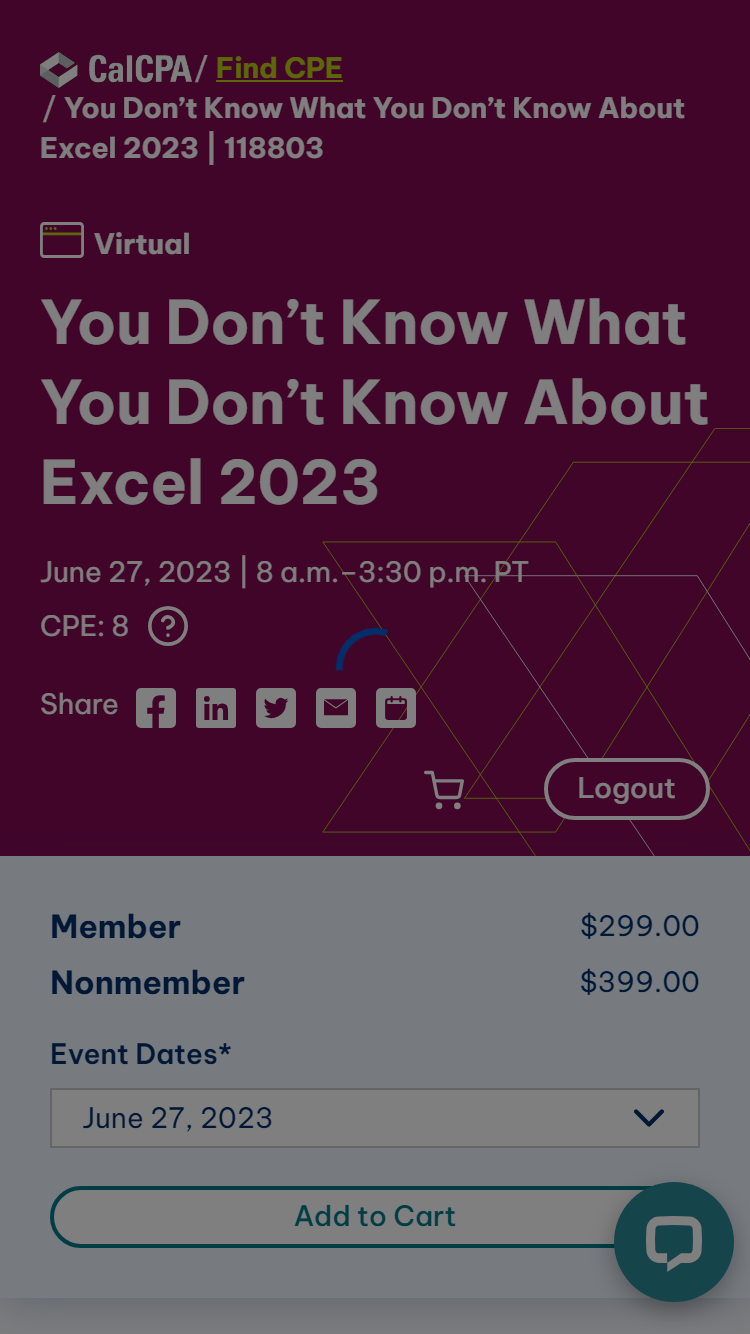 CalCPA / Find CPE
/ You Don’t Know What You Don’t Know About
Excel 2023 | 118803
Virtual
You Don’t Know What
You Don’t Know About
Excel 2023
June 27, 2023 | 8 a.m.–3:30 p.m. PT
CPE: 8 ?
Share
Logout
Member $299.00
Nonmember $399.00
Event Dates*
June 27, 2023
Add to Cart